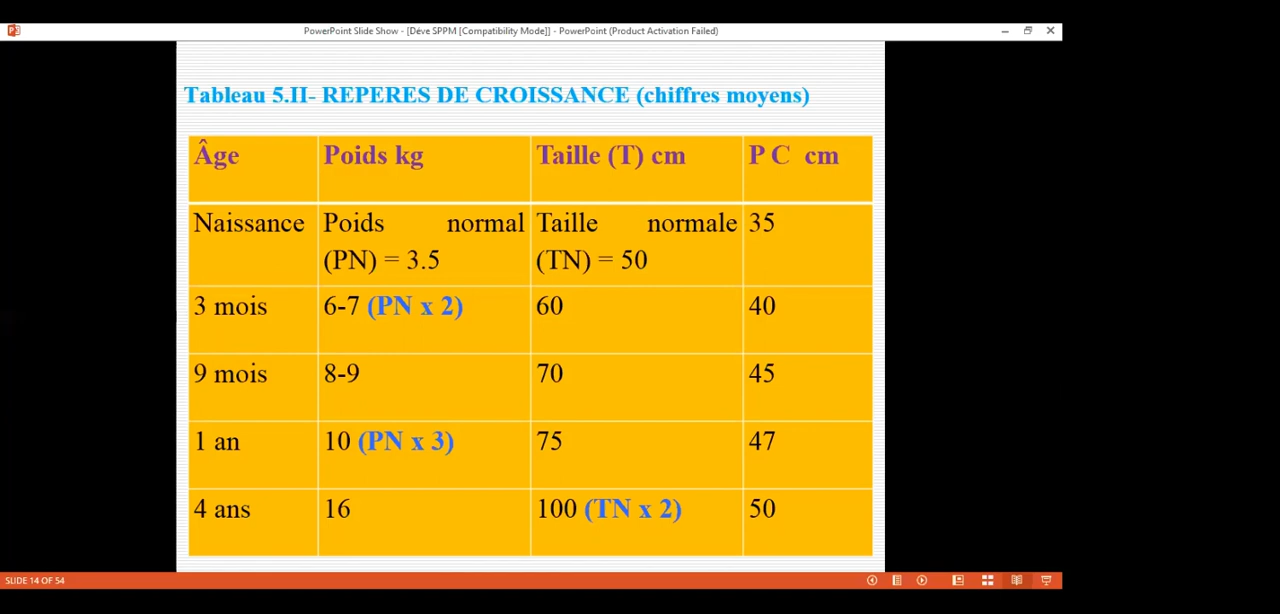 PowerPoint Slide Show - [Déve SPPM [Compatibility Mode]] - PowerPoint (Product Activation Failed)
Tableau 5.II- REPERES DE CROISSANCE (chiffres moyens)
Âge Poids kg Taille (T) cm P C cm
Naissance Poids normal Taille normale 35
(PN) = 3.5 (TN) = 50
3 mois 6-7 (PN x 2) 60 40
9 mois 8-9 70 45
1 an 10 (PN x 3) 75 47
4 ans 16 100 (TN x 2) 50
SLIDE 14 OF 54